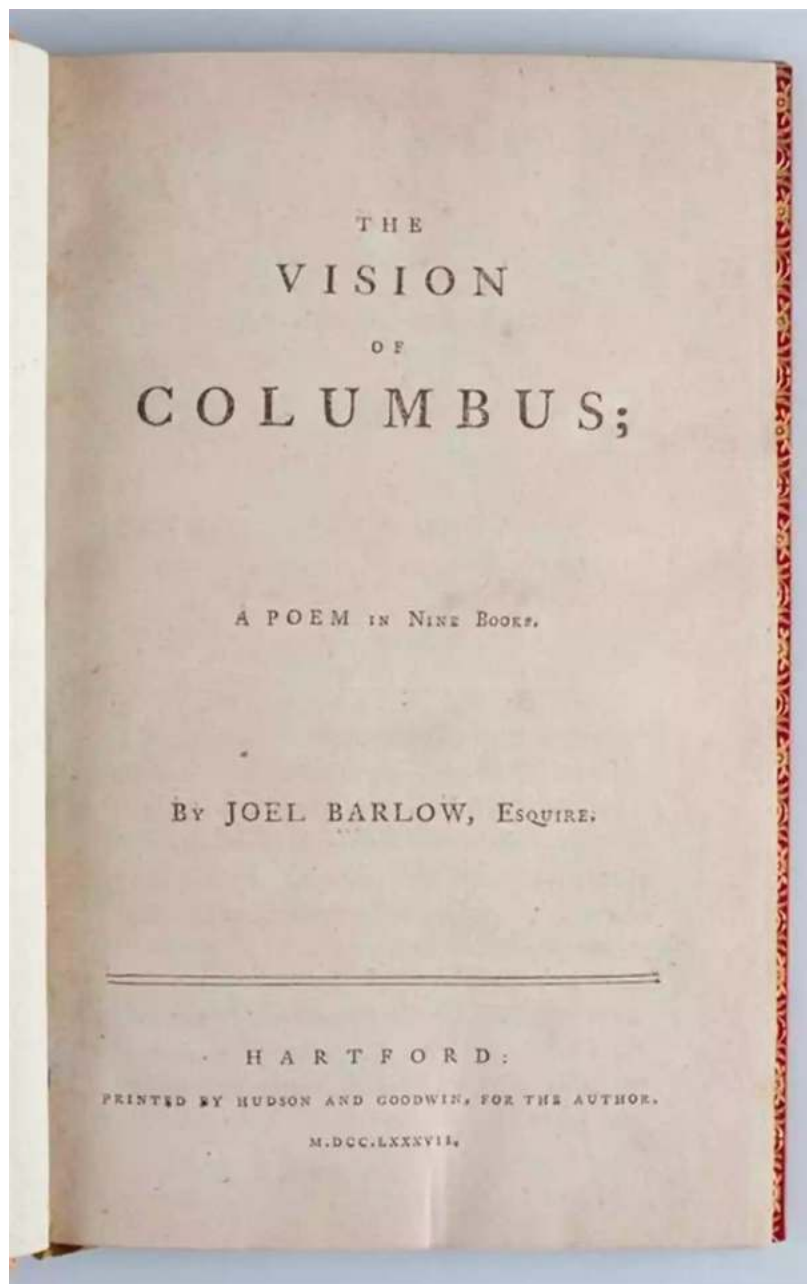 THE
VISION
OF
COLUMBUS;
A POEM IN NINE BOOKS.
BY JOEL BARLOW, ESQUIRE.
HARTFORD:
PRINTED BY HUDSON AND GOODWIN, FOR THE AUTHOR.
M.DCC.LXXXVII.